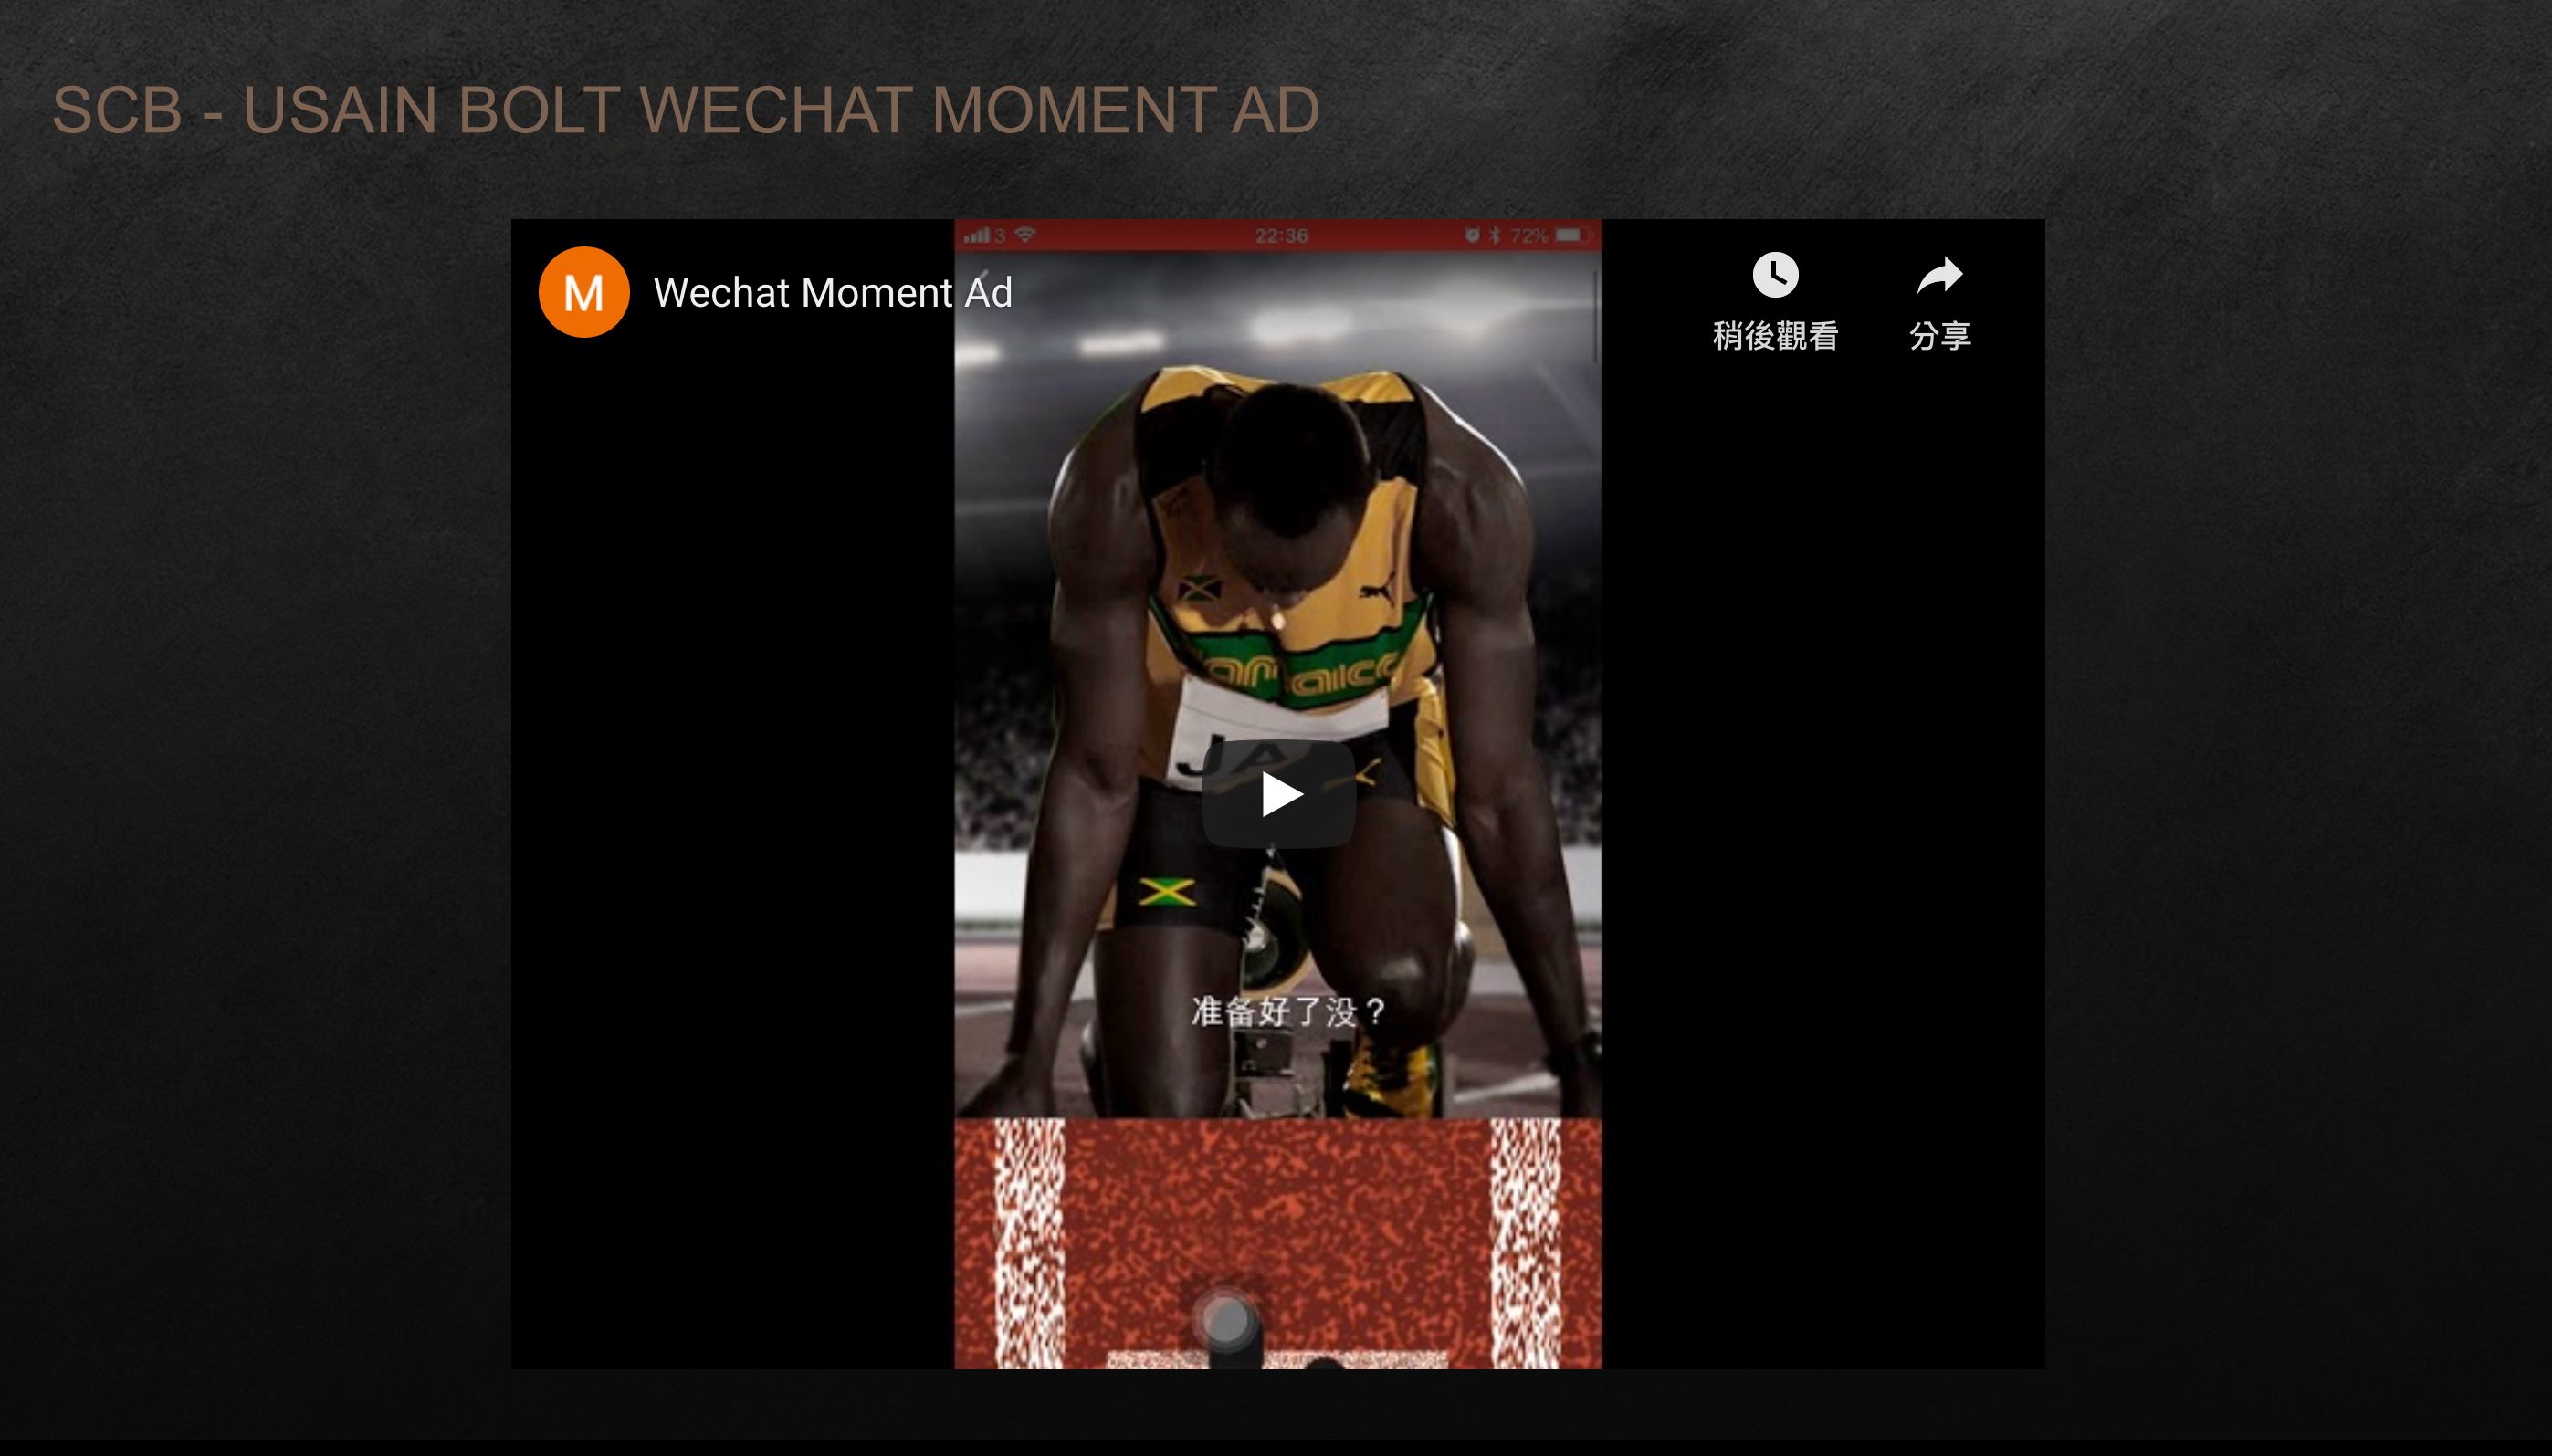 SCB - USAIN BOLT WECHAT MOMENT AD
3 22:36 72%
M Wechat Moment Ad
稍後觀看 分享
amaica
JA
准备好了没？